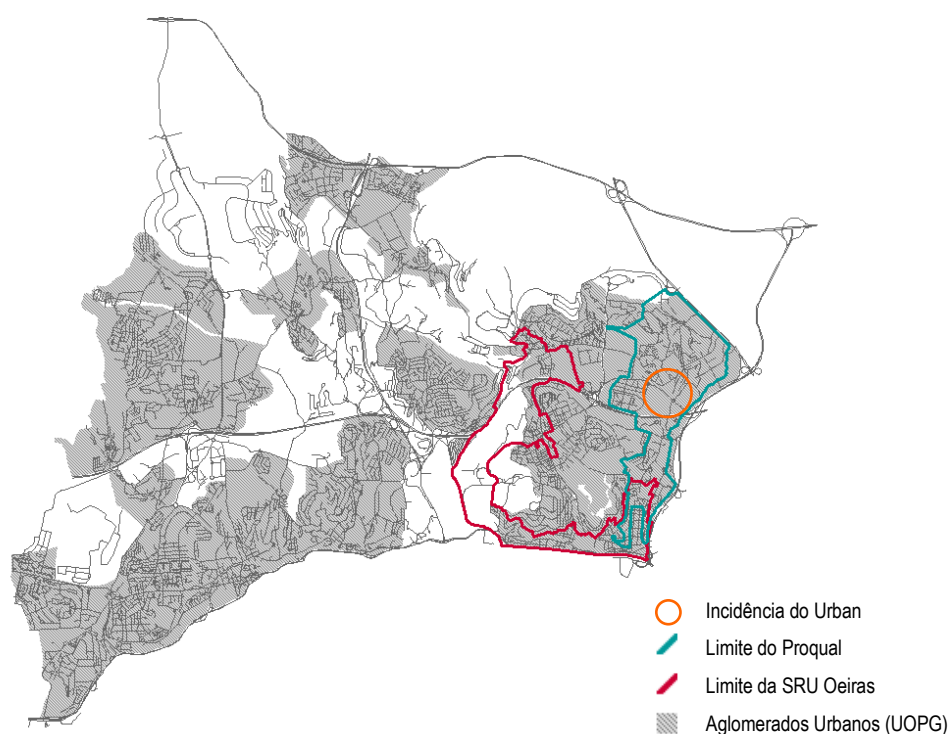 Incidência do Urban
Limite do Proqual
Limite da SRU Oeiras
Aglomerados Urbanos (UOPG)